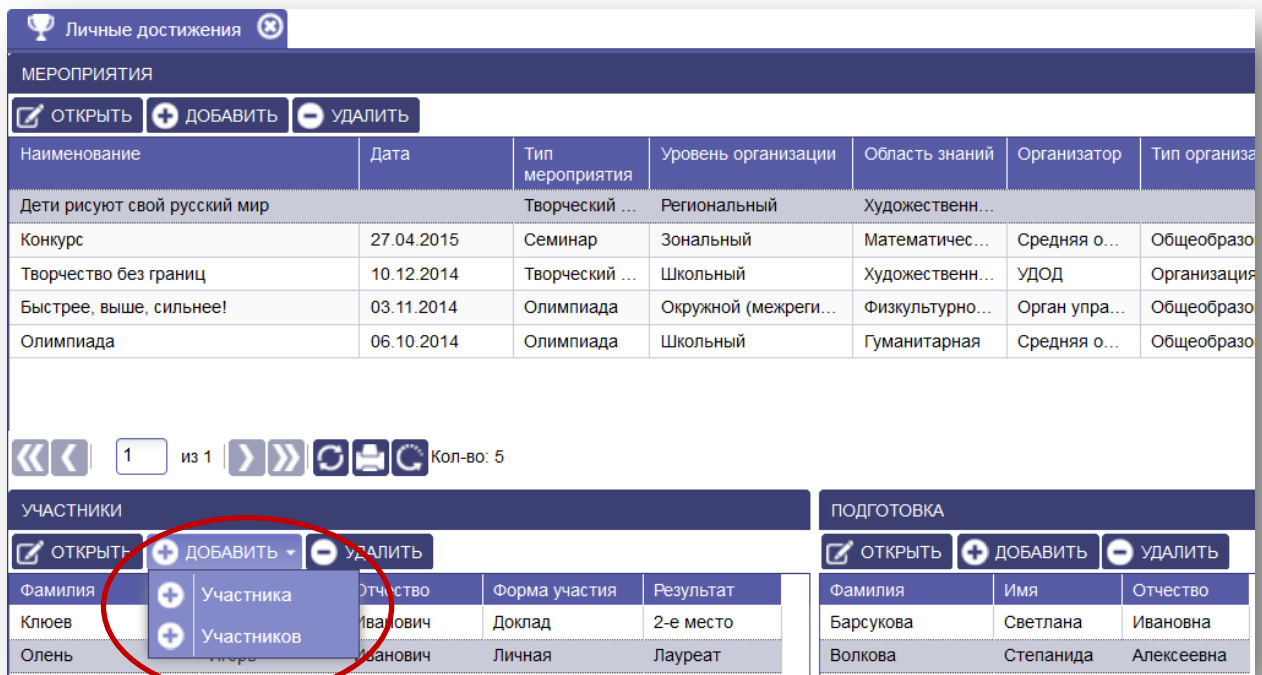 Личные достижения
МЕРОПРИЯТИЯ
ОТКРЫТЬ ДОБАВИТЬ УДАЛИТЬ
Наименование Дата Тип мероприятия Уровень организации Область знаний Организатор Тип организа
Дети рисуют свой русский мир Творческий ... Региональный Художественн...
Конкурс 27.04.2015 Семинар Зональный Математичес... Средняя о... Общеобразо
Творчество без границ 10.12.2014 Творческий ... Школьный Художественн... УДОД Организация
Быстрее, выше, сильнее! 03.11.2014 Олимпиада Окружной (межреги... Физкультурно... Орган упра... Общеобразо
Олимпиада 06.10.2014 Олимпиада Школьный Гуманитарная Средняя о... Общеобразо
1 из 1 Кол-во: 5
УЧАСТНИКИ ПОДГОТОВКА
ОТКРЫТЬ ДОБАВИТЬ УДАЛИТЬ ОТКРЫТЬ ДОБАВИТЬ УДАЛИТЬ
Фамилия Участника Отчество Форма участия Результат Фамилия Имя Отчество
Клюев Участников Иванович Доклад 2-е место Барсукова Светлана Ивановна
Олень Игорь Иванович Личная Лауреат Волкова Степанида Алексеевна